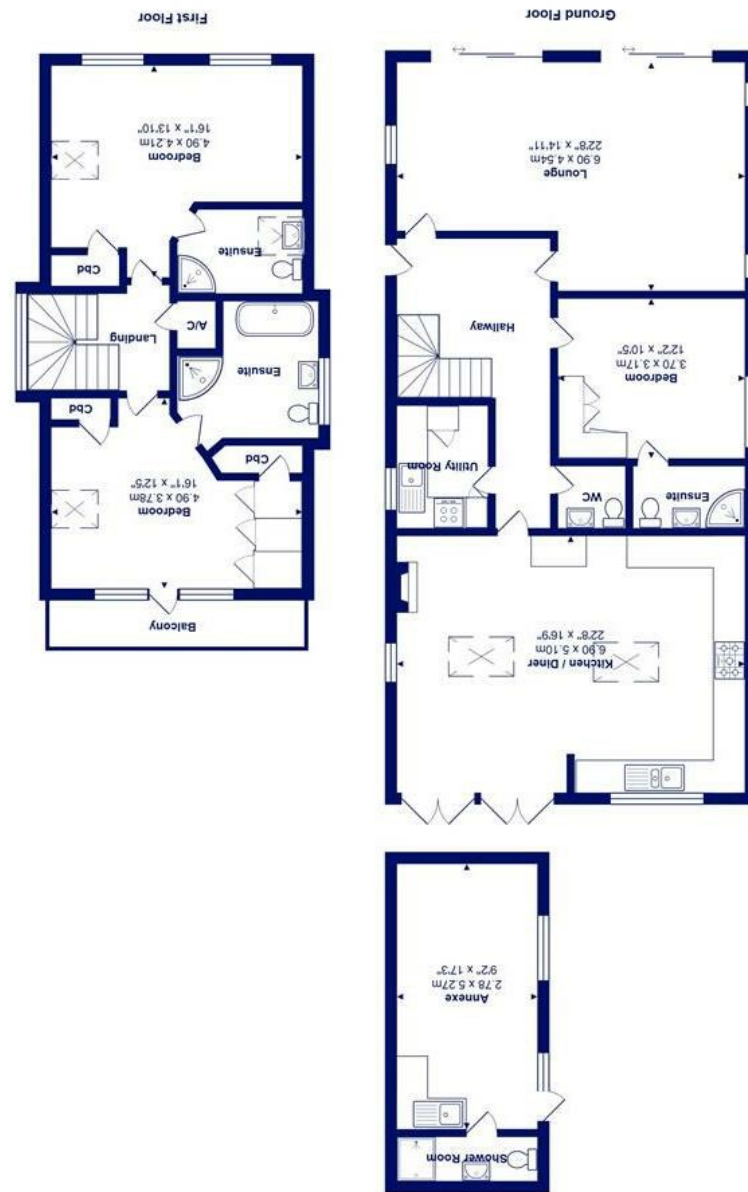 Shower Room
Annexe
2.78 x 5.27m
9'2" x 17'3"
Kitchen / Diner
6.90 x 5.10m
22'8" x 16'9"
Ensuite
WC
Utility Room
Bedroom
3.70 x 3.17m
12'2" x 10'5"
Hallway
Lounge
6.90 x 4.54m
22'8" x 14'11"
Ground Floor
Balcony
Bedroom
4.90 x 3.78m
16'1" x 12'5"
Cbd
Cbd
Ensuite
Landing
A/C
Cbd
Ensuite
Bedroom
4.90 x 4.21m
16'1" x 13'10"
First Floor